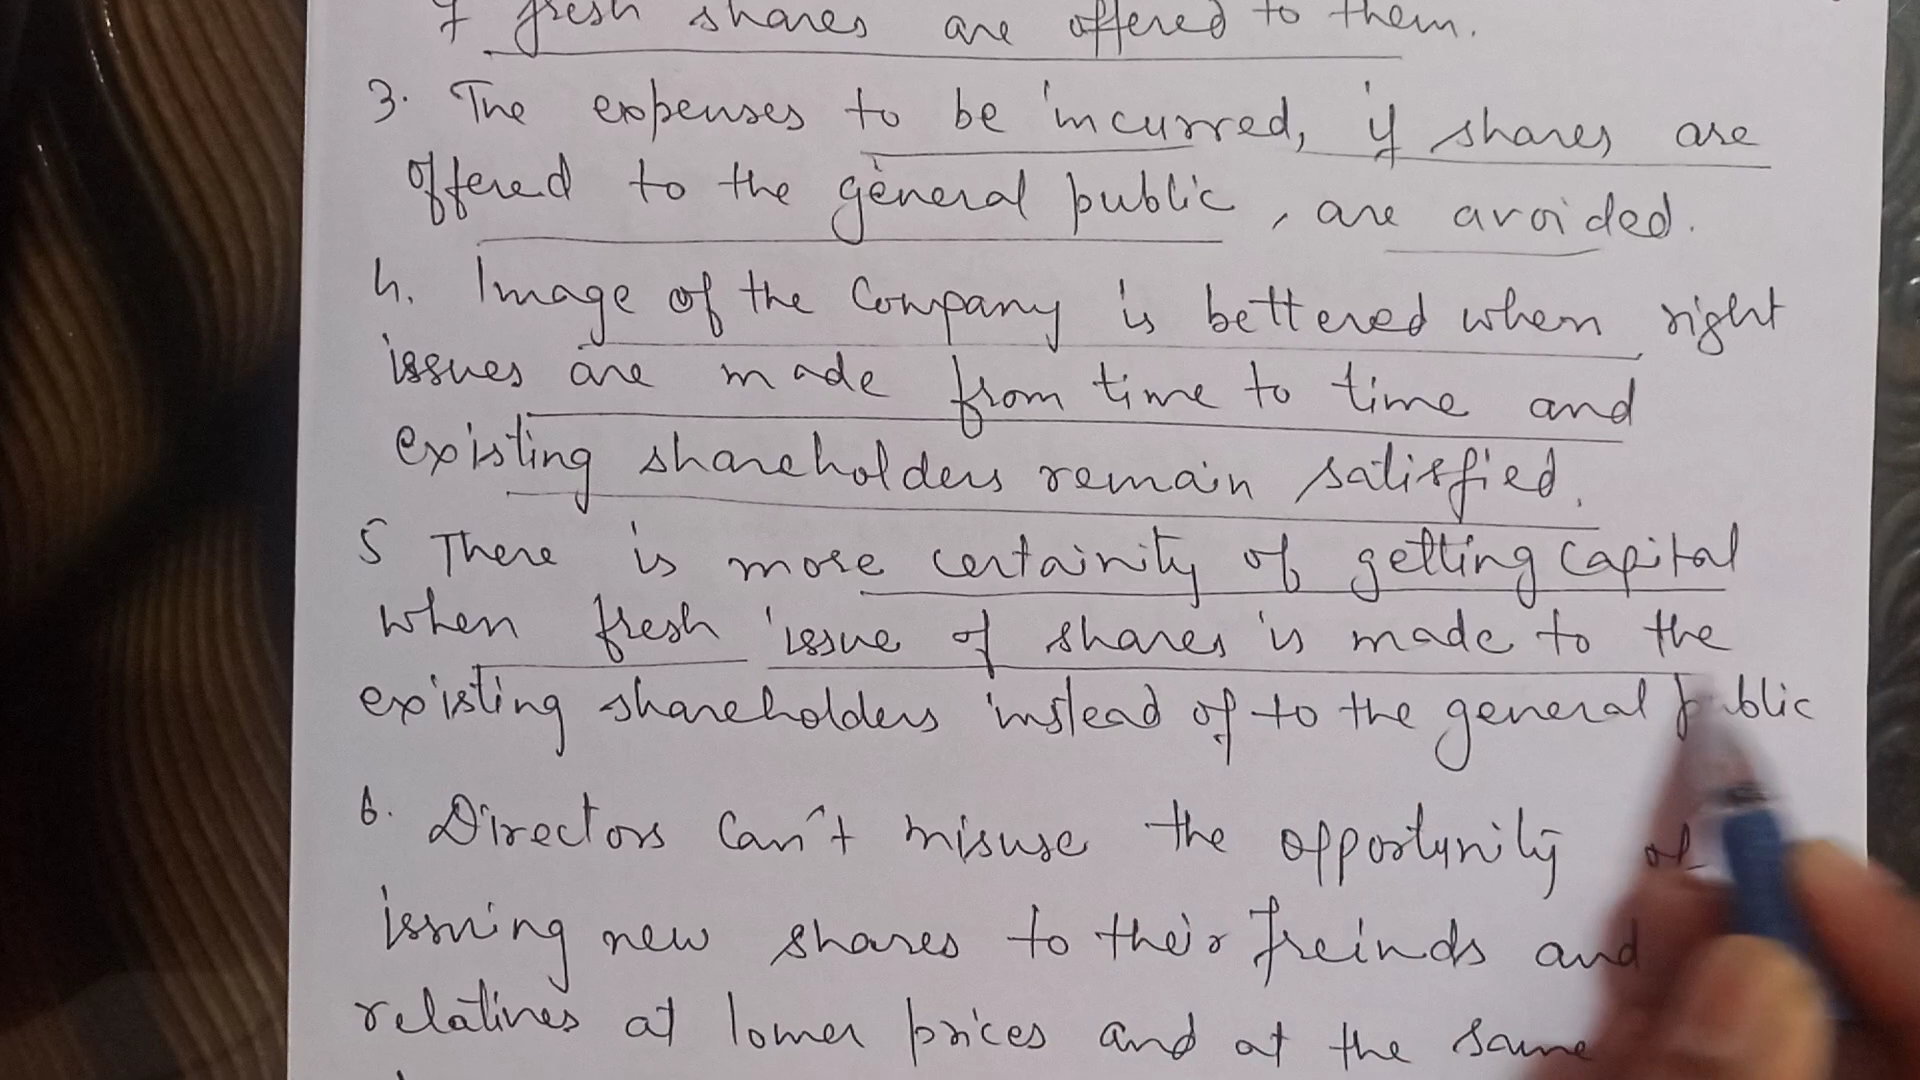 if fresh shares are offered to them.
3. The expenses to be incurred, if shares are
offered to the general public, are avoided.
4. Image of the Company is bettered when right
issues are made from time to time and
existing shareholders remain satisfied.
5 There is more certainity of getting capital
when fresh issue of shares is made to the
existing shareholders instead of to the general public
6. Directors can't misuse the opportunity of
issuing new shares to their freinds and
relatives at lower prices and at the same